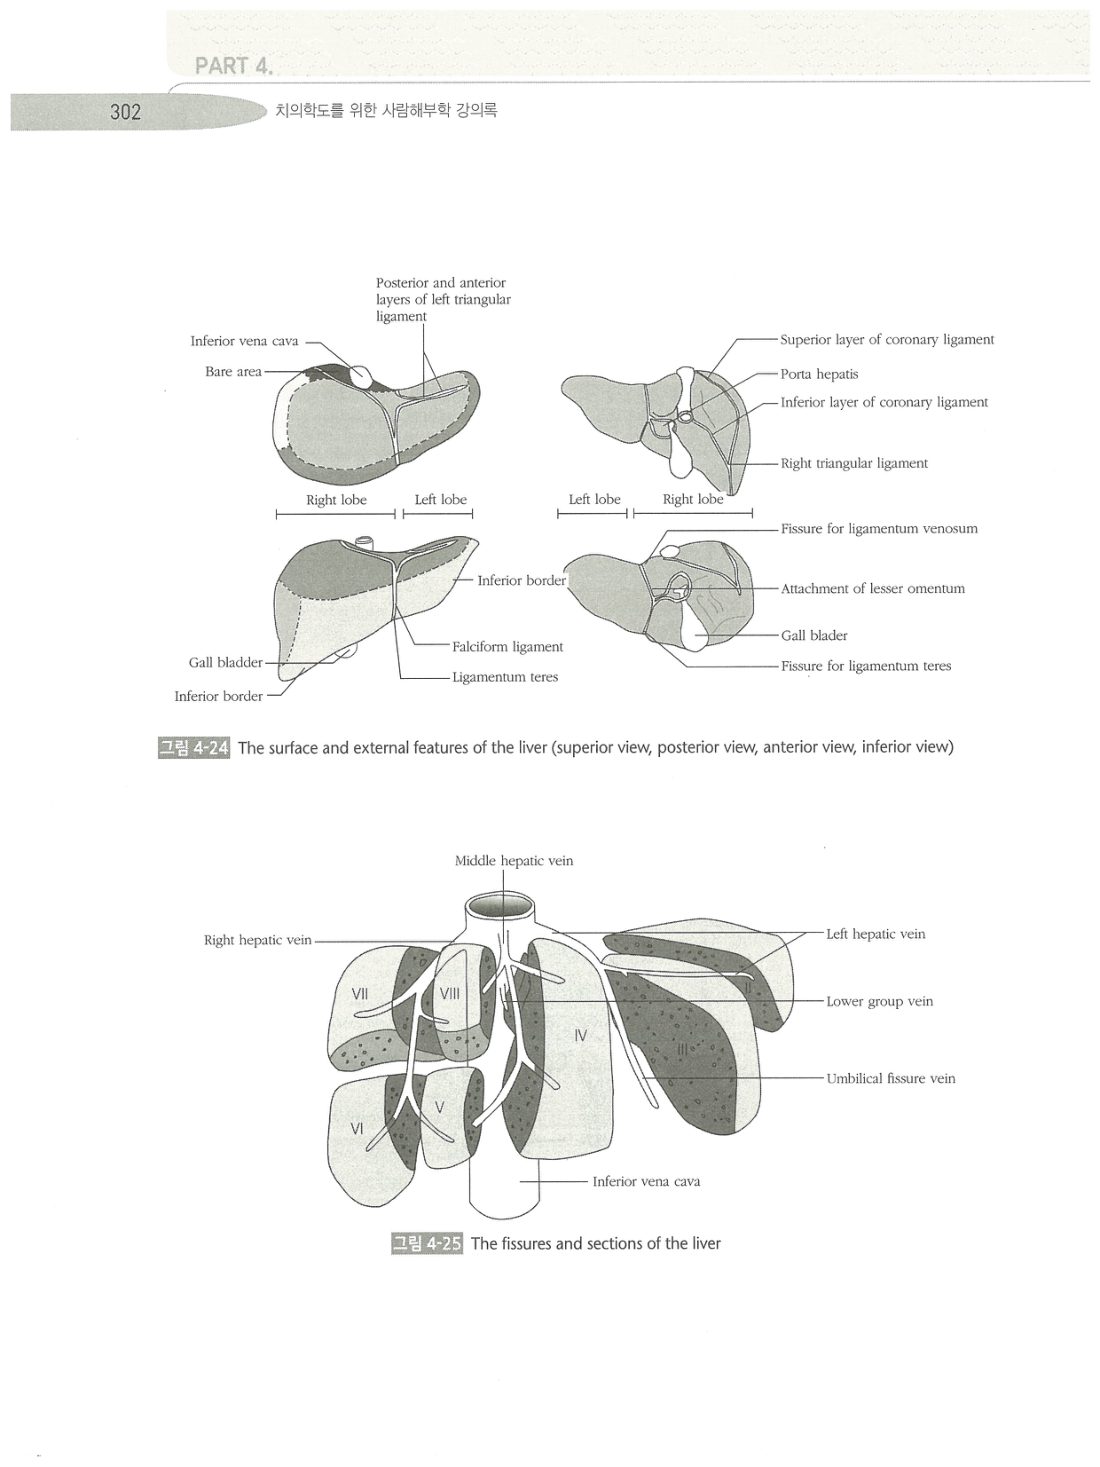 PART 4.
302
치의학도를 위한 사람해부학 강의록
Posterior and anterior
layers of left triangular
ligament
Inferior vena cava
Bare area
Superior layer of coronary ligament
Porta hepatis
Inferior layer of coronary ligament
Right triangular ligament
Right lobe
Left lobe
Left lobe
Right lobe
Fissure for ligamentum venosum
Inferior border
Attachment of lesser omentum
Gall blader
Falciform ligament
Gall bladder
Fissure for ligamentum teres
Ligamentum teres
Inferior border
그림 4-24 The surface and external features of the liver (superior view, posterior view, anterior view, inferior view)
Middle hepatic vein
Right hepatic vein
Left hepatic vein
VII
VIII
II
Lower group vein
IV
III
Umbilical fissure vein
V
VI
Inferior vena cava
그림 4-25 The fissures and sections of the liver